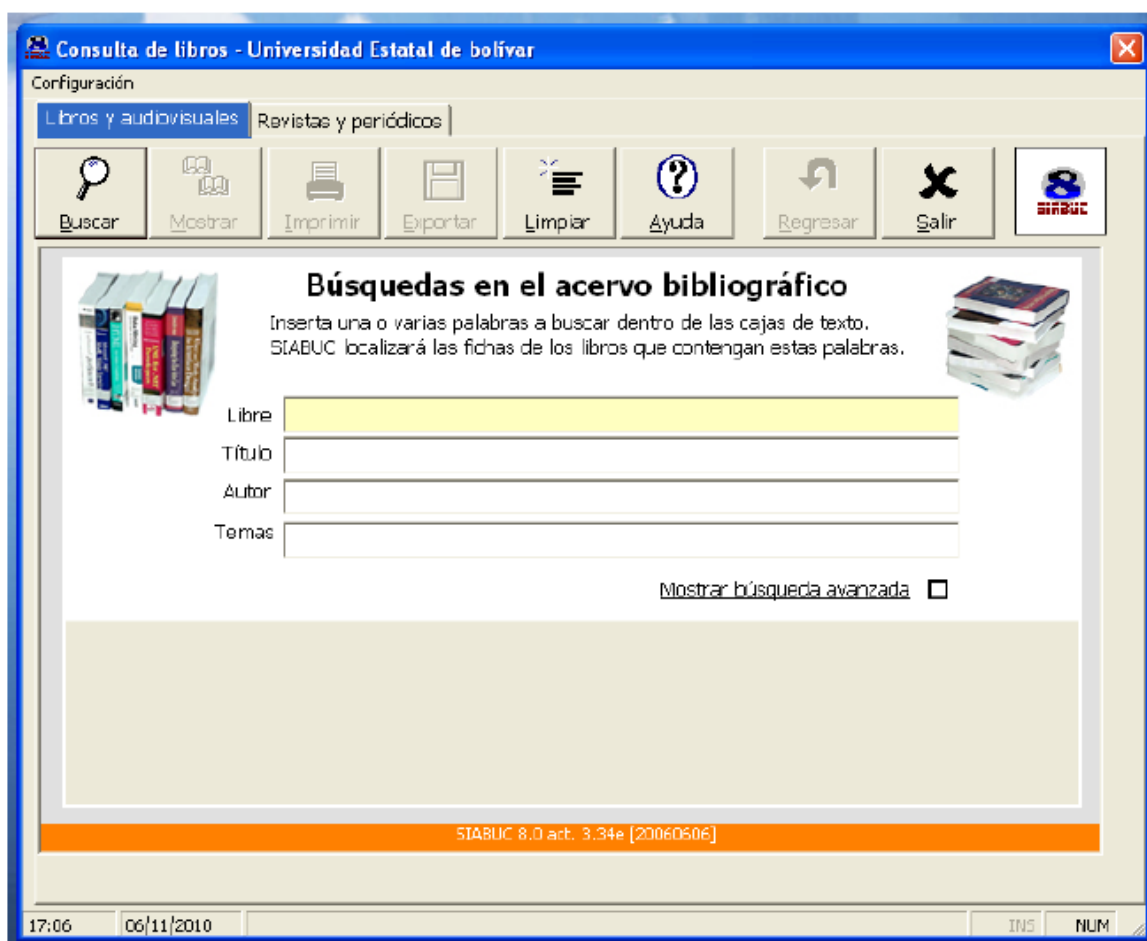 Consulta de libros - Universidad Estatal de bolívar
Configuración
Libros y audiovisuales Revistas y periódicos
Buscar Mostrar Imprimir Exportar Limpiar Ayuda Regresar Salir
8
SIABUC
Búsquedas en el acervo bibliográfico
Inserta una o varias palabras a buscar dentro de las cajas de texto.
SIABUC localizará las fichas de los libros que contengan estas palabras.
Libre
Título
Autor
Temas
Mostrar búsqueda avanzada
SIABUC 8.0 act. 3.34e [20060606]
17:06 06/11/2010 INS NUM